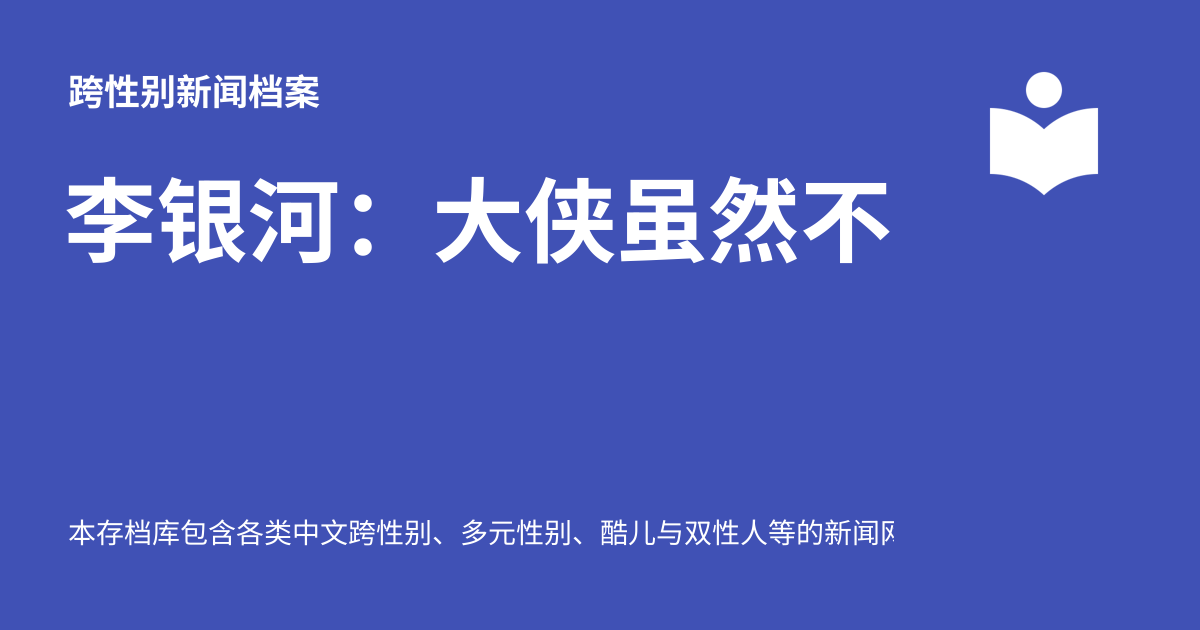 跨性别新闻档案
李银河：大侠虽然不
本存档库包含各类中文跨性别、多元性别、酷儿与双性人等的新闻